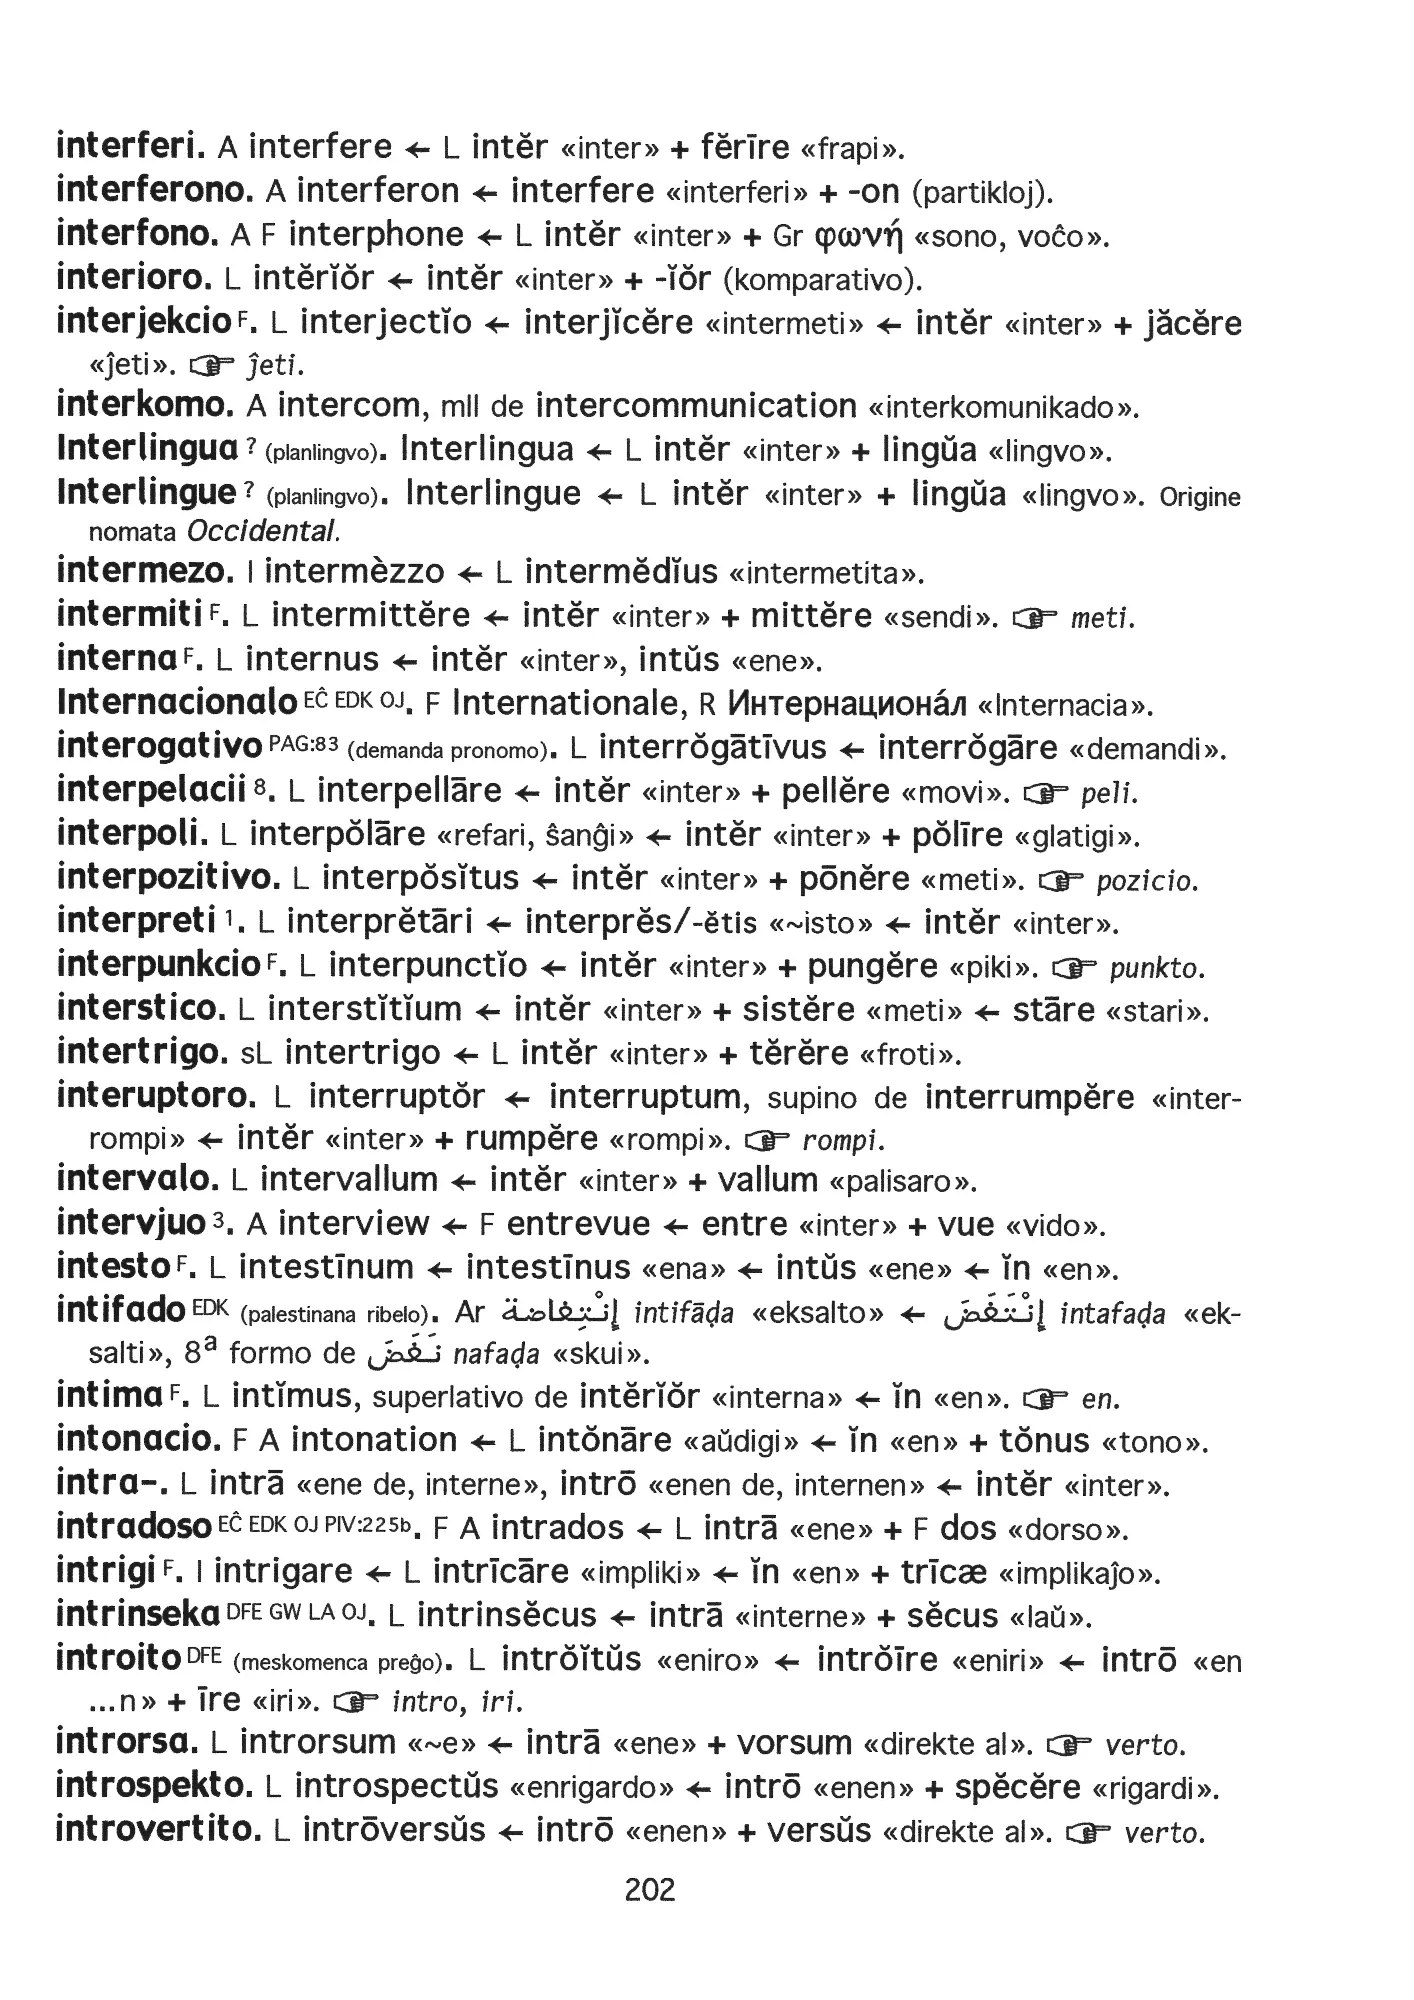 interferi. A interfere ← L intĕr «inter» + fĕrīre «frapi».
interferono. A interferon ← interfere «interferi» + -on (partikloj).
interfono. A F interphone ← L intĕr «inter» + Gr φωνή «sono, voĉo».
interioro. L intĕrĭŏr ← intĕr «inter» + -ĭŏr (komparativo).
interjekcio F. L interjectĭo ← interjĭcĕre «intermeti» ← intĕr «inter» + jăcĕre
«ĵeti». ☞ ĵeti.
interkomo. A intercom, mll de intercommunication «interkomunikado».
Interlingua ? (planlingvo). Interlingua ← L intĕr «inter» + lingŭa «lingvo».
Interlingue ? (planlingvo). Interlingue ← L intĕr «inter» + lingŭa «lingvo». Origine
nomata Occidental.
intermezo. I intermèzzo ← L intermĕdĭus «intermetita».
intermiti F. L intermittĕre ← intĕr «inter» + mittĕre «sendi». ☞ meti.
interna F. L internus ← intĕr «inter», intŭs «ene».
Internacionalo EĈ EDK OJ. F Internationale, R Интернациона́л «Internacia».
interogativo PAG:83 (demanda pronomo). L interrŏgātīvus ← interrŏgāre «demandi».
interpelacii 8. L interpellāre ← intĕr «inter» + pellĕre «movi». ☞ peli.
interpoli. L interpŏlāre «refari, ŝanĝi» ← intĕr «inter» + pŏlīre «glatigi».
interpozitivo. L interpŏsĭtus ← intĕr «inter» + pōnĕre «meti». ☞ pozicio.
interpreti 1. L interprĕtāri ← interprĕs/-ĕtis «~isto» ← intĕr «inter».
interpunkcio F. L interpunctĭo ← intĕr «inter» + pungĕre «piki». ☞ punkto.
interstico. L interstĭtĭum ← intĕr «inter» + sistĕre «meti» ← stāre «stari».
intertrigo. sL intertrigo ← L intĕr «inter» + tĕrĕre «froti».
interuptoro. L interruptŏr ← interruptum, supino de interrumpĕre «inter-
rompi» ← intĕr «inter» + rumpĕre «rompi». ☞ rompi.
intervalo. L intervallum ← intĕr «inter» + vallum «palisaro».
intervjuo 3. A interview ← F entrevue ← entre «inter» + vue «vido».
intesto F. L intestīnum ← intestīnus «ena» ← intŭs «ene» ← ĭn «en».
intifado EDK (palestinana ribelo). Ar إِنْتِفاضة intifāḍa «eksalto» ← إِنْتَفَضَ intafaḍa «ek-
salti», 8ª formo de نَفَضَ nafaḍa «skui».
intima F. L intĭmus, superlativo de intĕrĭŏr «interna» ← ĭn «en». ☞ en.
intonacio. F A intonation ← L intŏnāre «aŭdigi» ← ĭn «en» + tŏnus «tono».
intra-. L intrā «ene de, interne», intrō «enen de, internen» ← intĕr «inter».
intradoso EĈ EDK OJ PIV:225b. F A intrados ← L intrā «ene» + F dos «dorso».
intrigi F. I intrigare ← L intrīcāre «impliki» ← ĭn «en» + trīcæ «implikaĵo».
intrinseka DFE GW LA OJ. L intrinsĕcus ← intrā «interne» + sĕcus «laŭ».
introito DFE (meskomenca preĝo). L intrŏĭtŭs «eniro» ← intrŏīre «eniri» ← intrō «en
...n» + īre «iri». ☞ intro, iri.
introrsa. L introrsum «~e» ← intrā «ene» + vorsum «direkte al». ☞ verto.
introspekto. L introspectŭs «enrigardo» ← intrō «enen» + spĕcĕre «rigardi».
introvertito. L intrōversŭs ← intrō «enen» + versŭs «direkte al». ☞ verto.
202